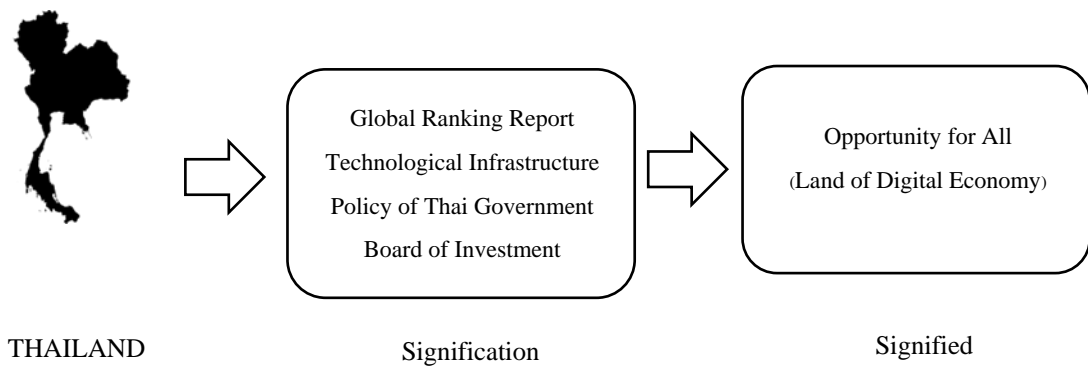 Global Ranking Report
Technological Infrastructure
Policy of Thai Government
Board of Investment
Opportunity for All
(Land of Digital Economy)
THAILAND
Signification
Signified